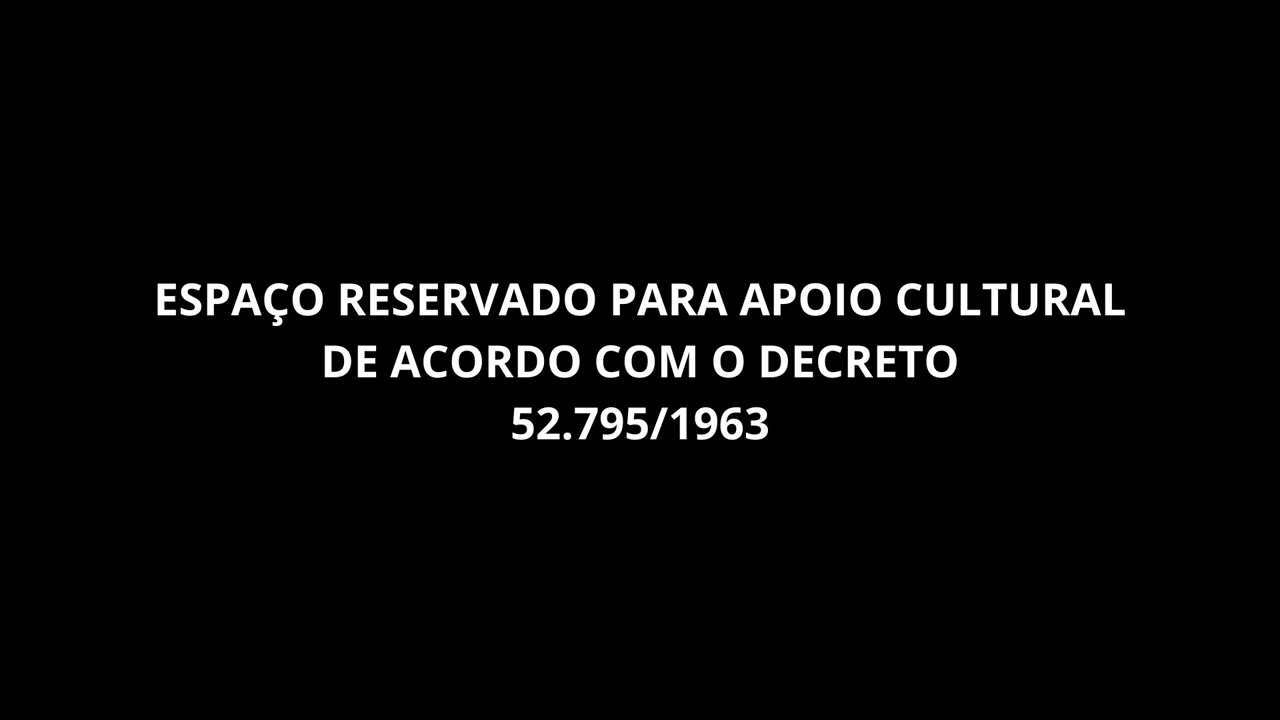 ESPAÇO RESERVADO PARA APOIO CULTURAL
DE ACORDO COM O DECRETO
52.795/1963